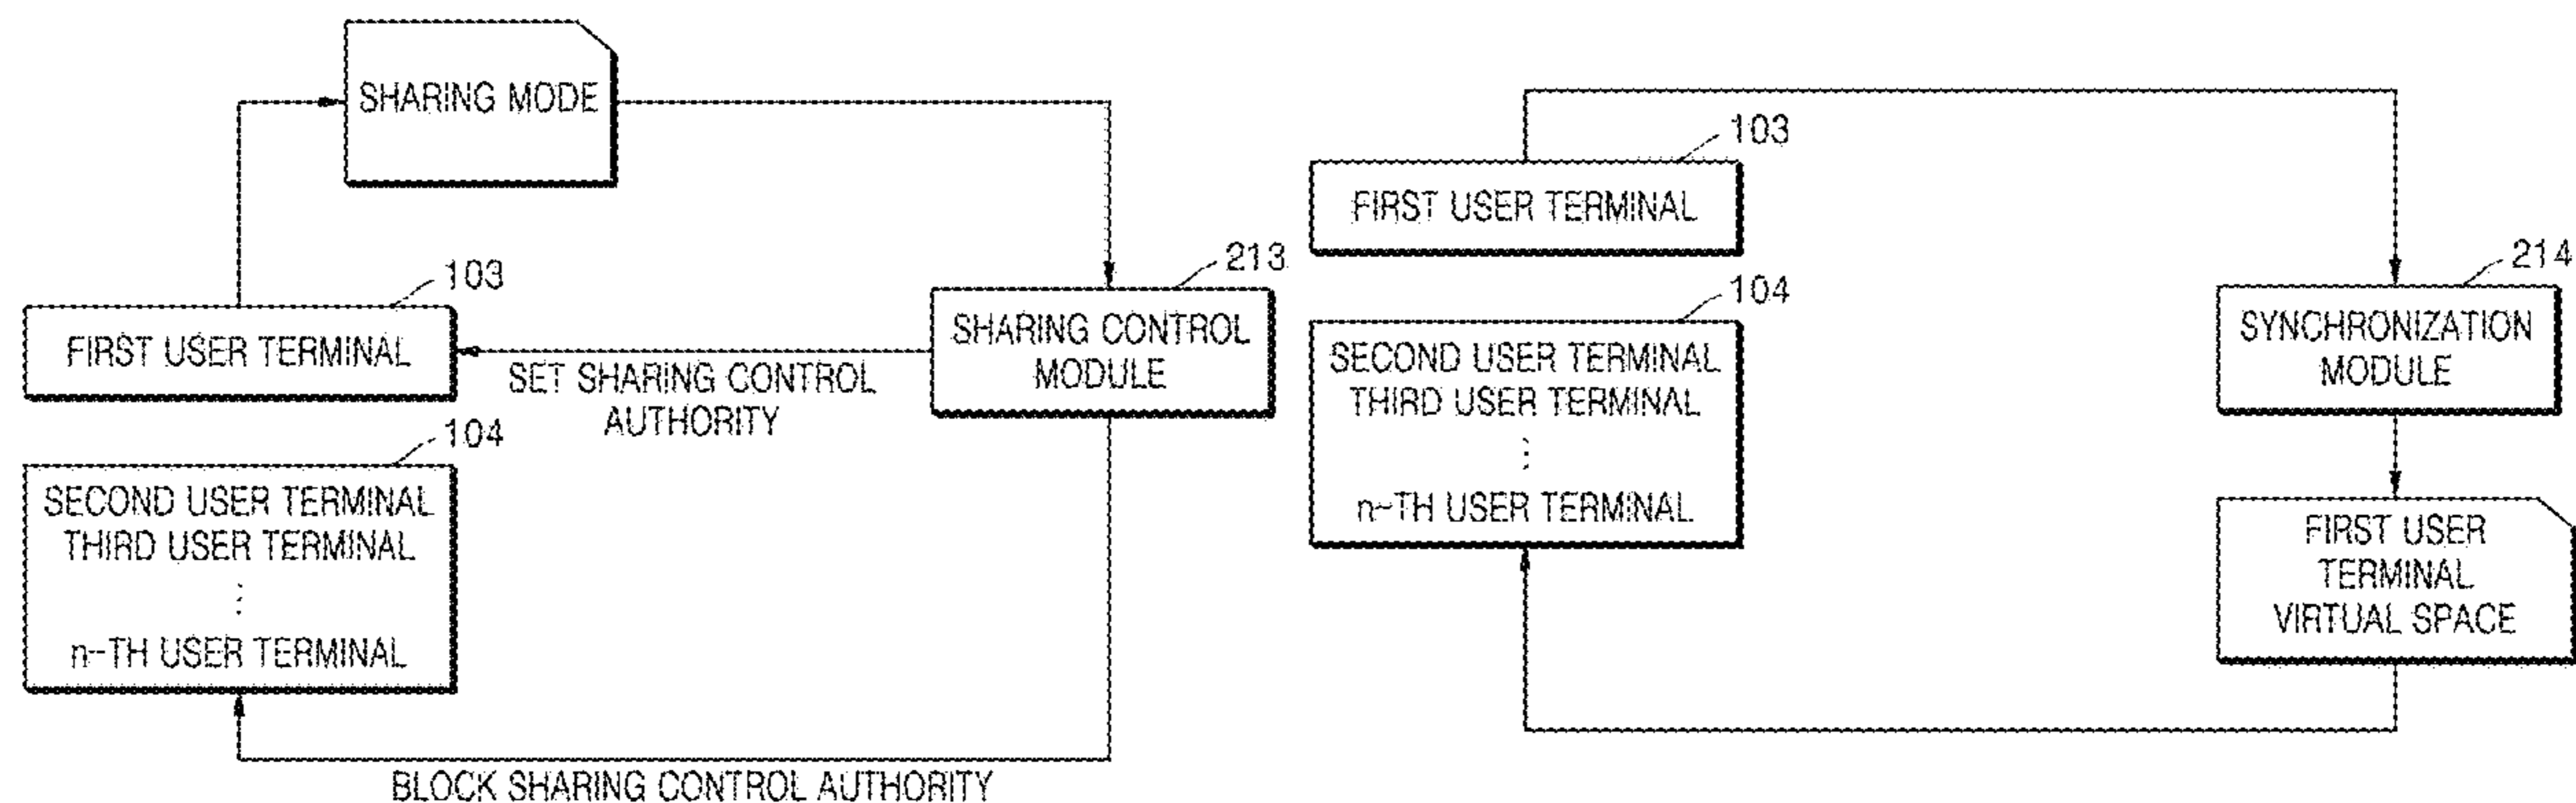 SHARING MODE
103
FIRST USER TERMINAL
213
SHARING CONTROL
MODULE
SET SHARING CONTROL
AUTHORITY
104
SECOND USER TERMINAL
THIRD USER TERMINAL
⋮
n-TH USER TERMINAL
BLOCK SHARING CONTROL AUTHORITY
103
FIRST USER TERMINAL
104
SECOND USER TERMINAL
THIRD USER TERMINAL
⋮
n-TH USER TERMINAL
214
SYNCHRONIZATION
MODULE
FIRST USER
TERMINAL
VIRTUAL SPACE